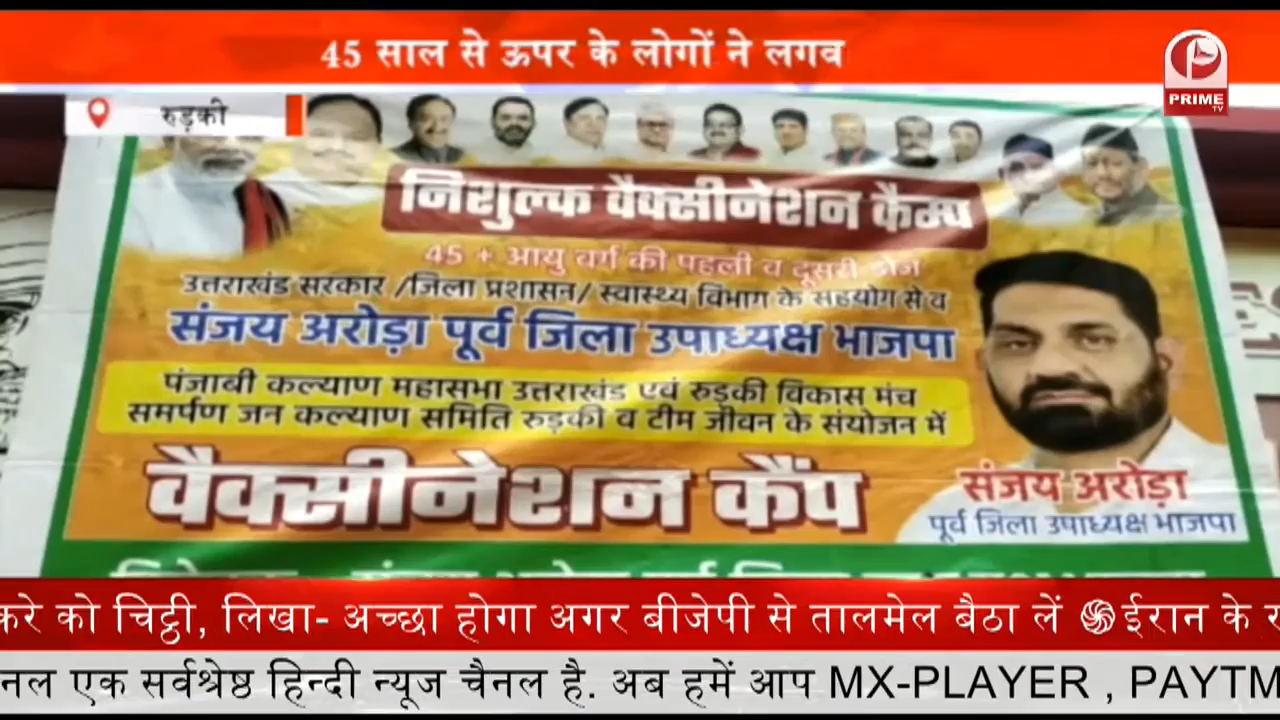 45 साल से ऊपर के लोगों ने लगव
PRIME
TV
रुड़की
निशुल्क वैक्सीनेशन कैम्प
45 + आयु वर्ग की पहली व दूसरी डोज
उत्तराखंड सरकार /जिला प्रशासन/ स्वास्थ्य विभाग के सहयोग से व
संजय अरोड़ा पूर्व जिला उपाध्यक्ष भाजपा
पंजाबी कल्याण महासभा उत्तराखंड एवं रुड़की विकास मंच
समर्पण जन कल्याण समिति रुड़की व टीम जीवन के संयोजन में
वैक्सीनेशन कैंप
संजय अरोड़ा
पूर्व जिला उपाध्यक्ष भाजपा
करे को चिट्ठी, लिखा- अच्छा होगा अगर बीजेपी से तालमेल बैठा लें ईरान के
नल एक सर्वश्रेष्ठ हिन्दी न्यूज चैनल है. अब हमें आप MX-PLAYER , PAYTM